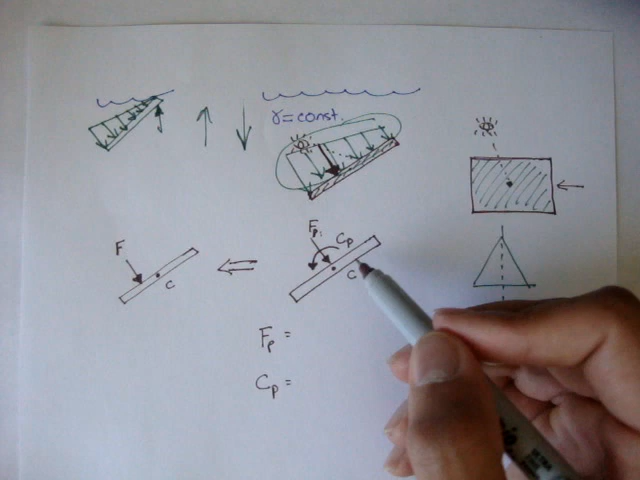 γ=const.
F
C
Fp
Cp
C
Fp =
Cp =